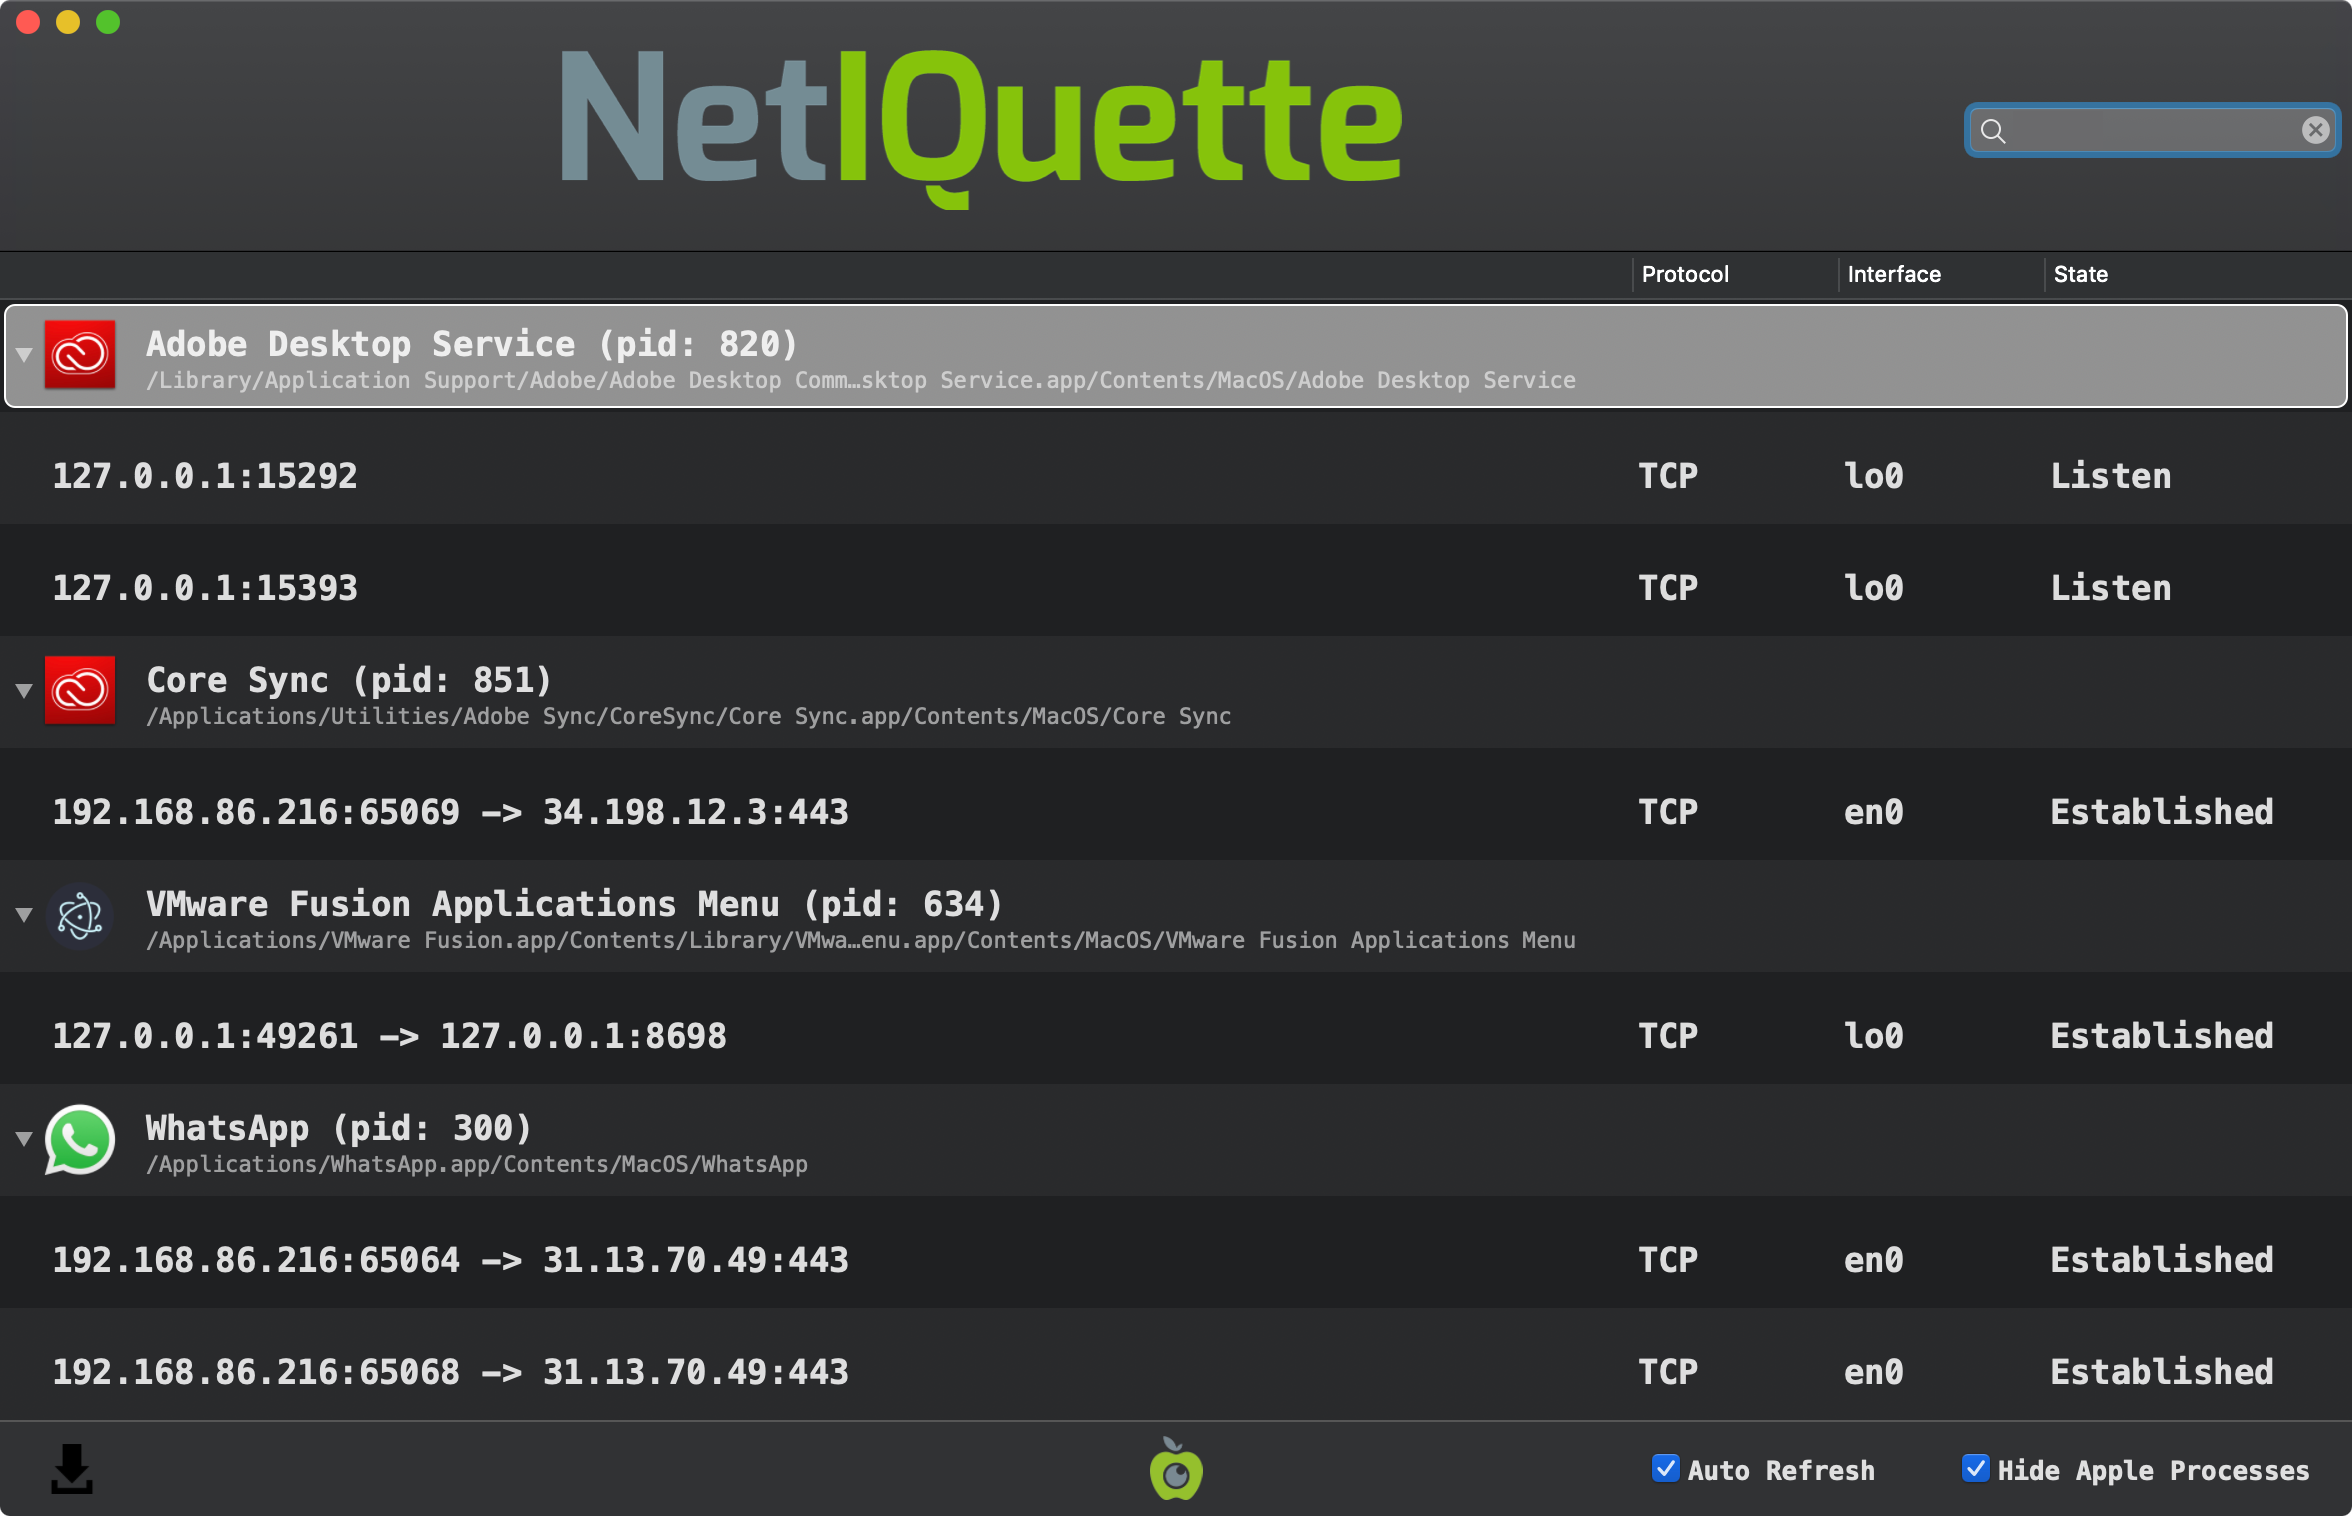 NetIQuette
Protocol Interface State
Adobe Desktop Service (pid: 820)
/Library/Application Support/Adobe/Adobe Desktop Comm…sktop Service.app/Contents/MacOS/Adobe Desktop Service
127.0.0.1:15292 TCP lo0 Listen
127.0.0.1:15393 TCP lo0 Listen
Core Sync (pid: 851)
/Applications/Utilities/Adobe Sync/CoreSync/Core Sync.app/Contents/MacOS/Core Sync
192.168.86.216:65069 –> 34.198.12.3:443 TCP en0 Established
VMware Fusion Applications Menu (pid: 634)
/Applications/VMware Fusion.app/Contents/Library/VMwa…enu.app/Contents/MacOS/VMware Fusion Applications Menu
127.0.0.1:49261 –> 127.0.0.1:8698 TCP lo0 Established
WhatsApp (pid: 300)
/Applications/WhatsApp.app/Contents/MacOS/WhatsApp
192.168.86.216:65064 –> 31.13.70.49:443 TCP en0 Established
192.168.86.216:65068 –> 31.13.70.49:443 TCP en0 Established
Auto Refresh Hide Apple Processes